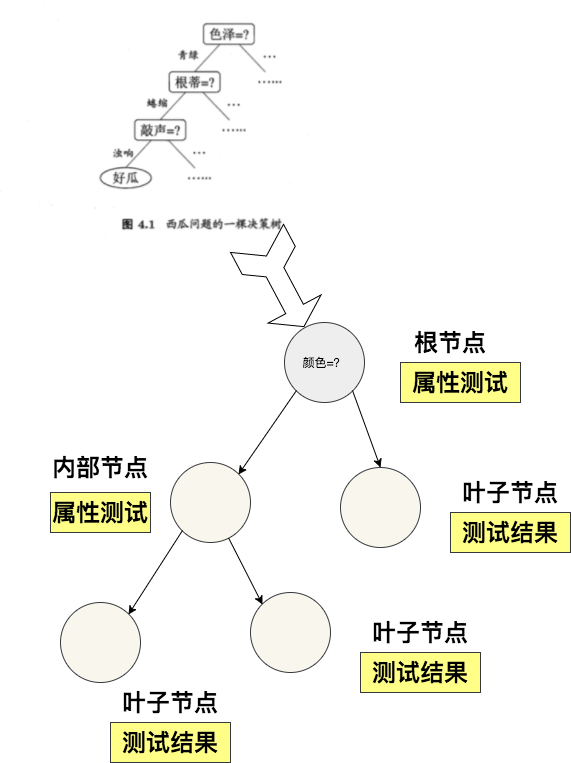 色泽=?
青绿
…
根蒂=?
……
蜷缩
…
敲声=?
……
浊响
…
好瓜
……
图 4.1 西瓜问题的一棵决策树
颜色=?
根节点
属性测试
内部节点
属性测试
叶子节点
测试结果
叶子节点
测试结果
叶子节点
测试结果